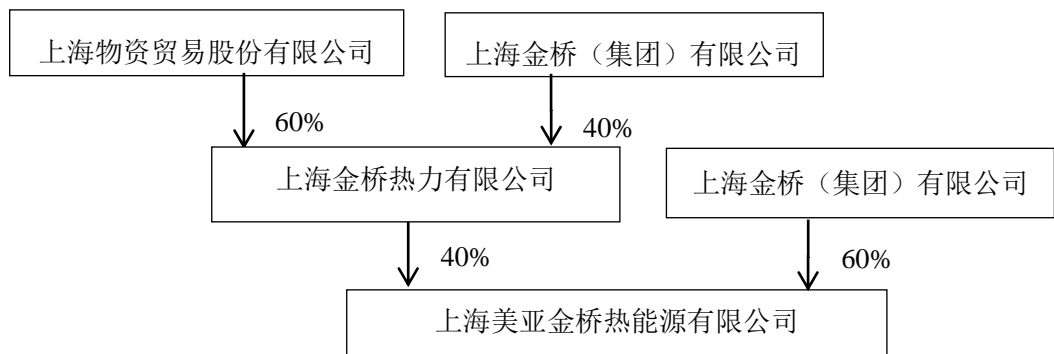 上海物资贸易股份有限公司
上海金桥（集团）有限公司
60%
40%
上海金桥热力有限公司
上海金桥（集团）有限公司
40%
60%
上海美亚金桥热能源有限公司